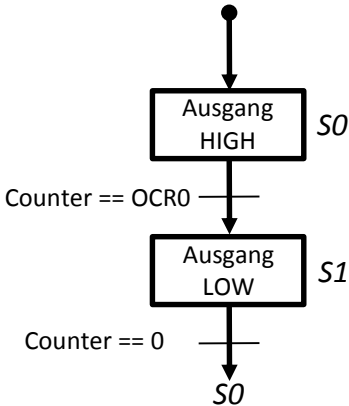 Ausgang
HIGH
S0
Counter == OCR0
Ausgang
LOW
S1
Counter == 0
S0